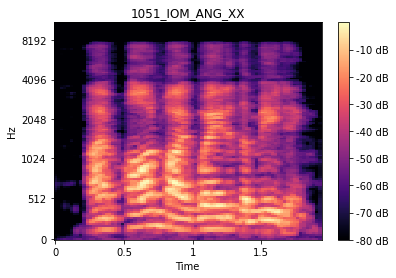 1051_IOM_ANG_XX
8192
4096
2048
1024
512
0
Hz
0
0.5
1
1.5
Time
-10 dB
-20 dB
-30 dB
-40 dB
-50 dB
-60 dB
-70 dB
-80 dB